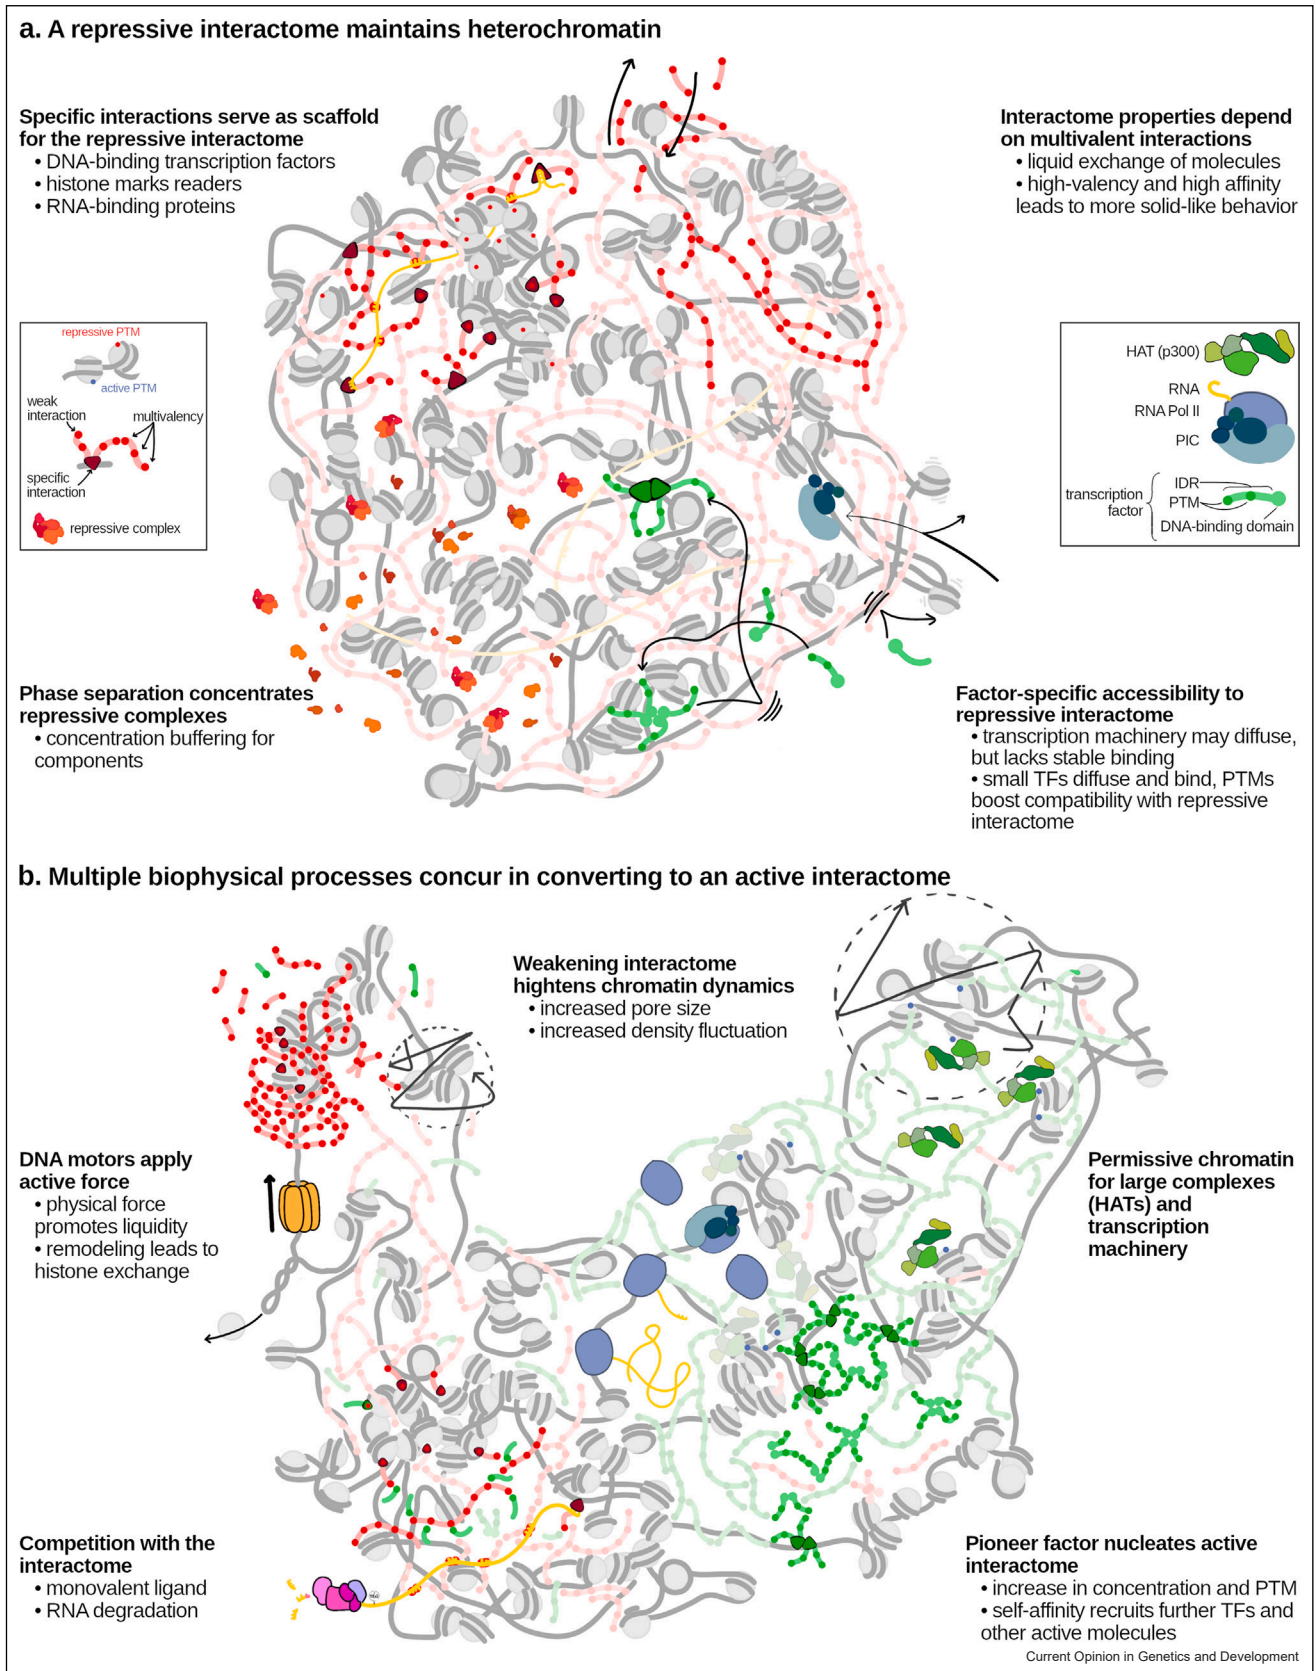 a. A repressive interactome maintains heterochromatin
Specific interactions serve as scaffold
for the repressive interactome
• DNA-binding transcription factors
• histone marks readers
• RNA-binding proteins
Interactome properties depend
on multivalent interactions
• liquid exchange of molecules
• high-valency and high affinity
leads to more solid-like behavior
repressive PTM
active PTM
weak
interaction
multivalency
specific
interaction
repressive complex
HAT (p300)
RNA
RNA Pol II
PIC
transcription
factor
IDR
PTM
DNA-binding domain
Phase separation concentrates
repressive complexes
• concentration buffering for
components
Factor-specific accessibility to
repressive interactome
• transcription machinery may diffuse,
but lacks stable binding
• small TFs diffuse and bind, PTMs
boost compatibility with repressive
interactome
b. Multiple biophysical processes concur in converting to an active interactome
Weakening interactome
hightens chromatin dynamics
• increased pore size
• increased density fluctuation
DNA motors apply
active force
• physical force
promotes liquidity
• remodeling leads to
histone exchange
Permissive chromatin
for large complexes
(HATs) and
transcription
machinery
Competition with the
interactome
• monovalent ligand
• RNA degradation
Pioneer factor nucleates active
interactome
• increase in concentration and PTM
• self-affinity recruits further TFs and
other active molecules
Current Opinion in Genetics and Development